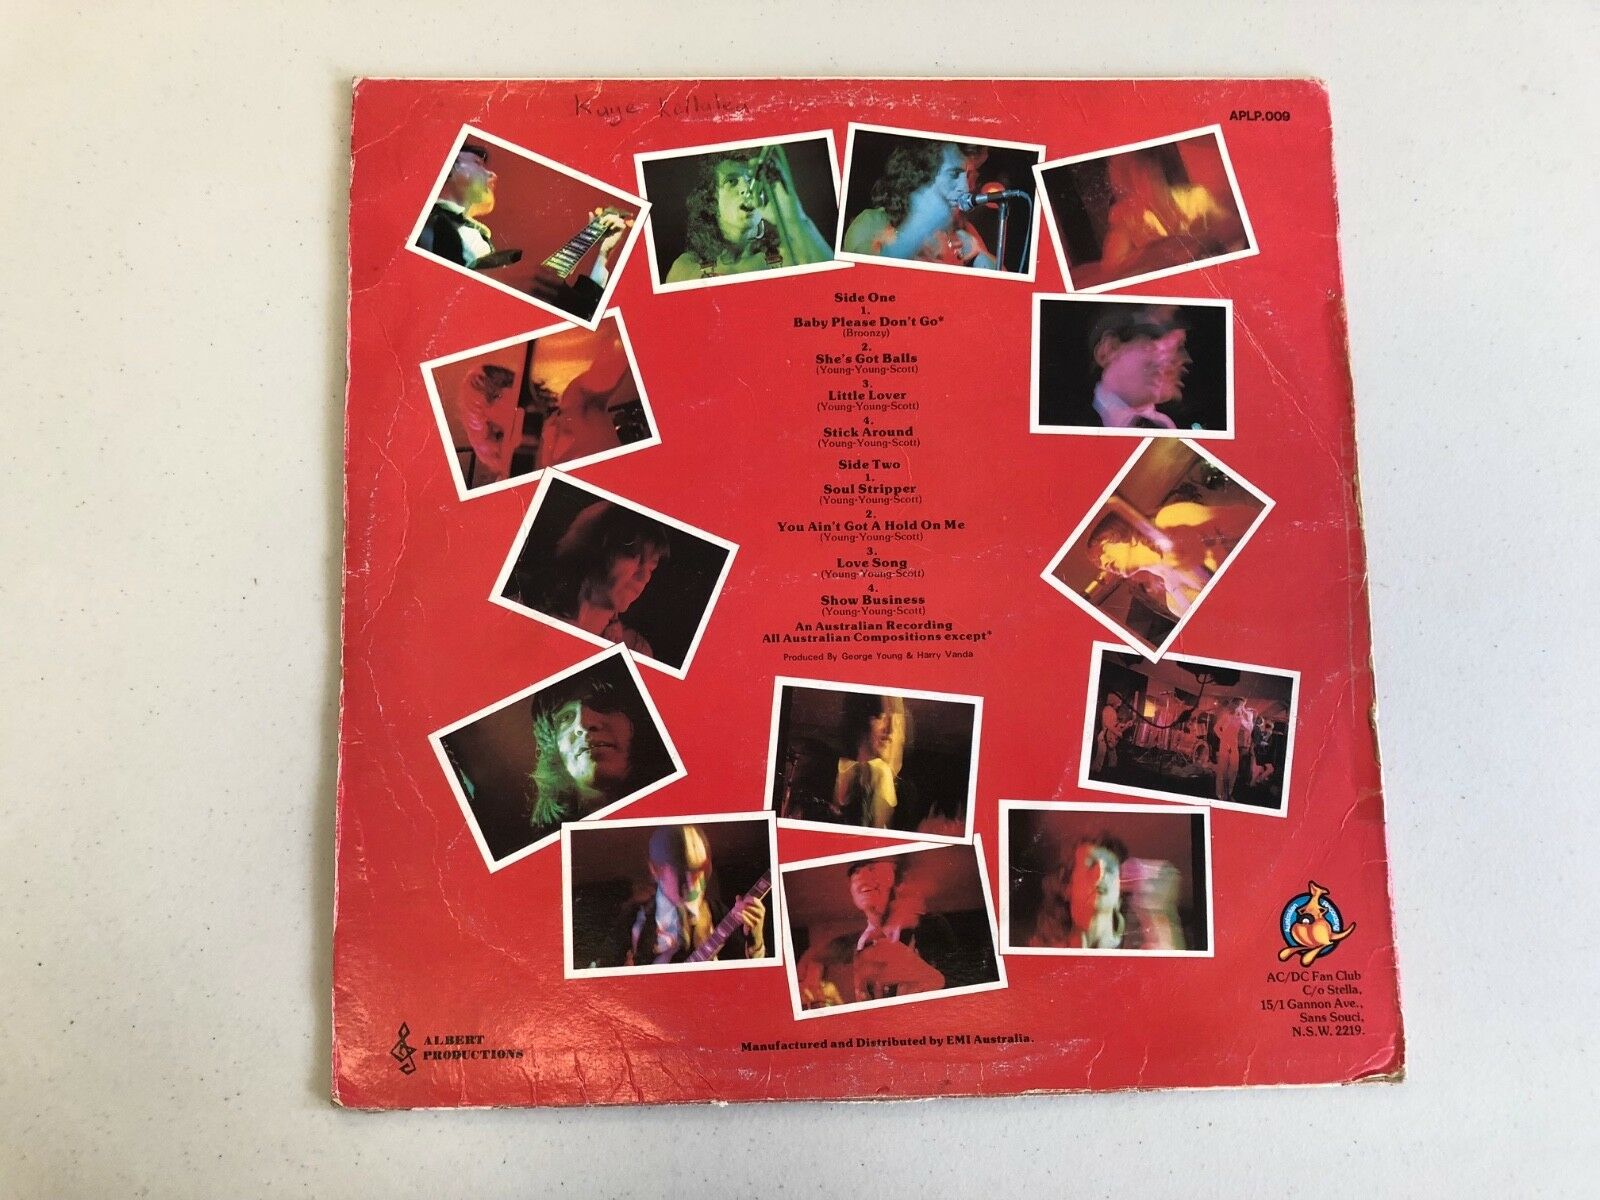 Kaye
APLP.009
Side One
1.
Baby Please Don't Go*
(Broonzy)
2.
She's Got Balls
(Young-Young-Scott)
3.
Little Lover
(Young-Young-Scott)
4.
Stick Around
(Young-Young-Scott)
Side Two
1.
Soul Stripper
(Young-Young-Scott)
2.
You Ain't Got A Hold On Me
(Young-Young-Scott)
3.
Love Song
(Young-Young-Scott)
4.
Show Business
(Young-Young-Scott)
An Australian Recording
All Australian Compositions except*
Produced By George Young & Harry Vanda
AC/DC Fan Club
C/o Stella,
15/1 Gannon Ave.,
Sans Souci,
N.S.W. 2219.
ALBERT
PRODUCTIONS
Manufactured and Distributed by EMI Australia.